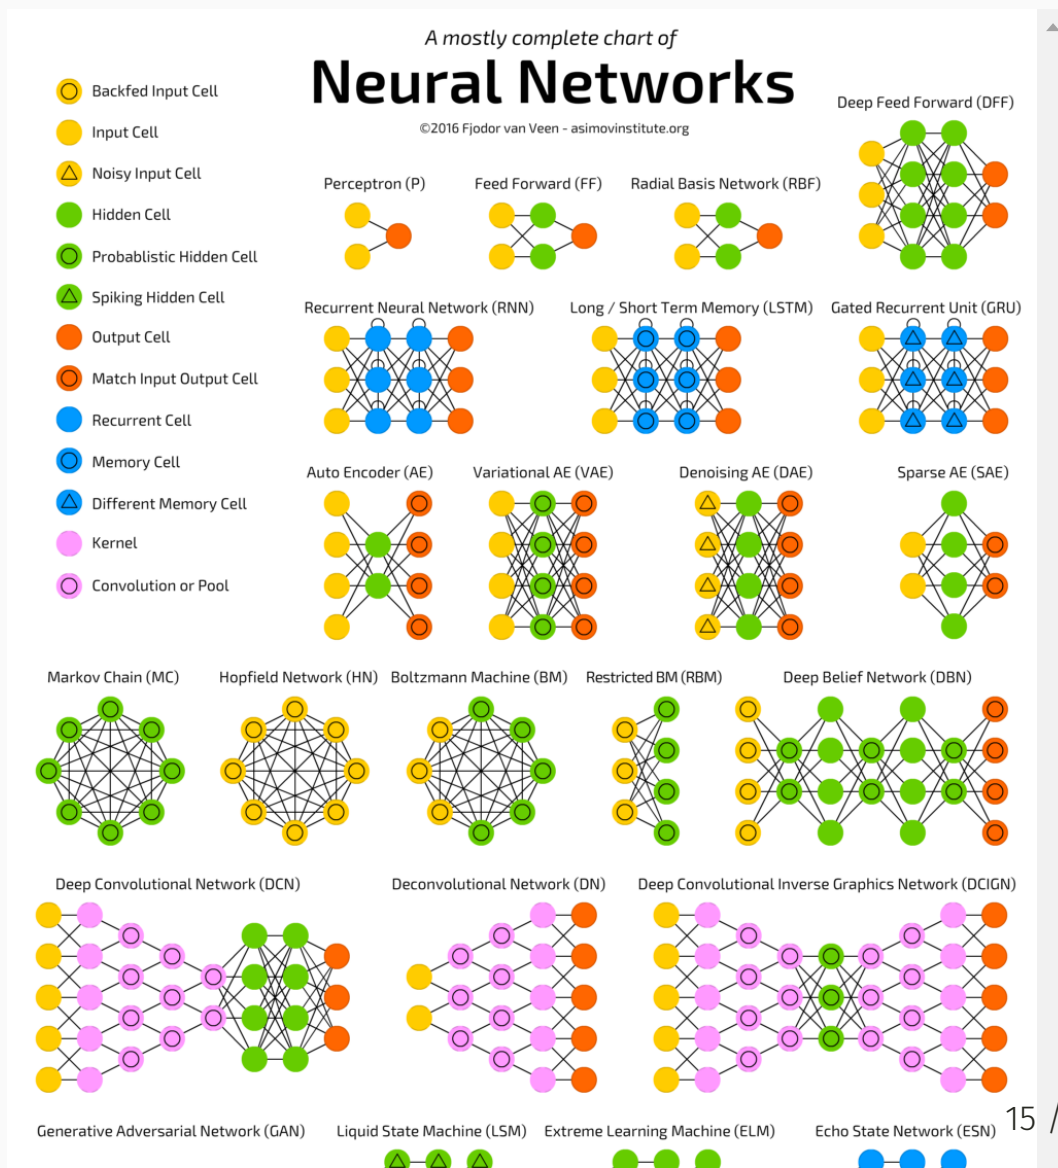 A mostly complete chart of
Neural Networks
©2016 Fjodor van Veen - asimovinstitute.org
Backfed Input Cell
Input Cell
Noisy Input Cell
Hidden Cell
Probablistic Hidden Cell
Spiking Hidden Cell
Output Cell
Match Input Output Cell
Recurrent Cell
Memory Cell
Different Memory Cell
Kernel
Convolution or Pool
Deep Feed Forward (DFF)
Perceptron (P)
Feed Forward (FF)
Radial Basis Network (RBF)
Recurrent Neural Network (RNN)
Long / Short Term Memory (LSTM)
Gated Recurrent Unit (GRU)
Auto Encoder (AE)
Variational AE (VAE)
Denoising AE (DAE)
Sparse AE (SAE)
Markov Chain (MC)
Hopfield Network (HN)
Boltzmann Machine (BM)
Restricted BM (RBM)
Deep Belief Network (DBN)
Deep Convolutional Network (DCN)
Deconvolutional Network (DN)
Deep Convolutional Inverse Graphics Network (DCIGN)
Generative Adversarial Network (GAN)
Liquid State Machine (LSM)
Extreme Learning Machine (ELM)
Echo State Network (ESN)
15 /